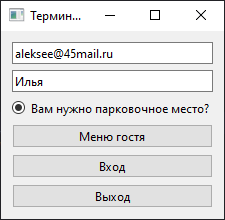 Термин...
aleksee@45mail.ru
Илья
Вам нужно парковочное место?
Меню гостя
Вход
Выход